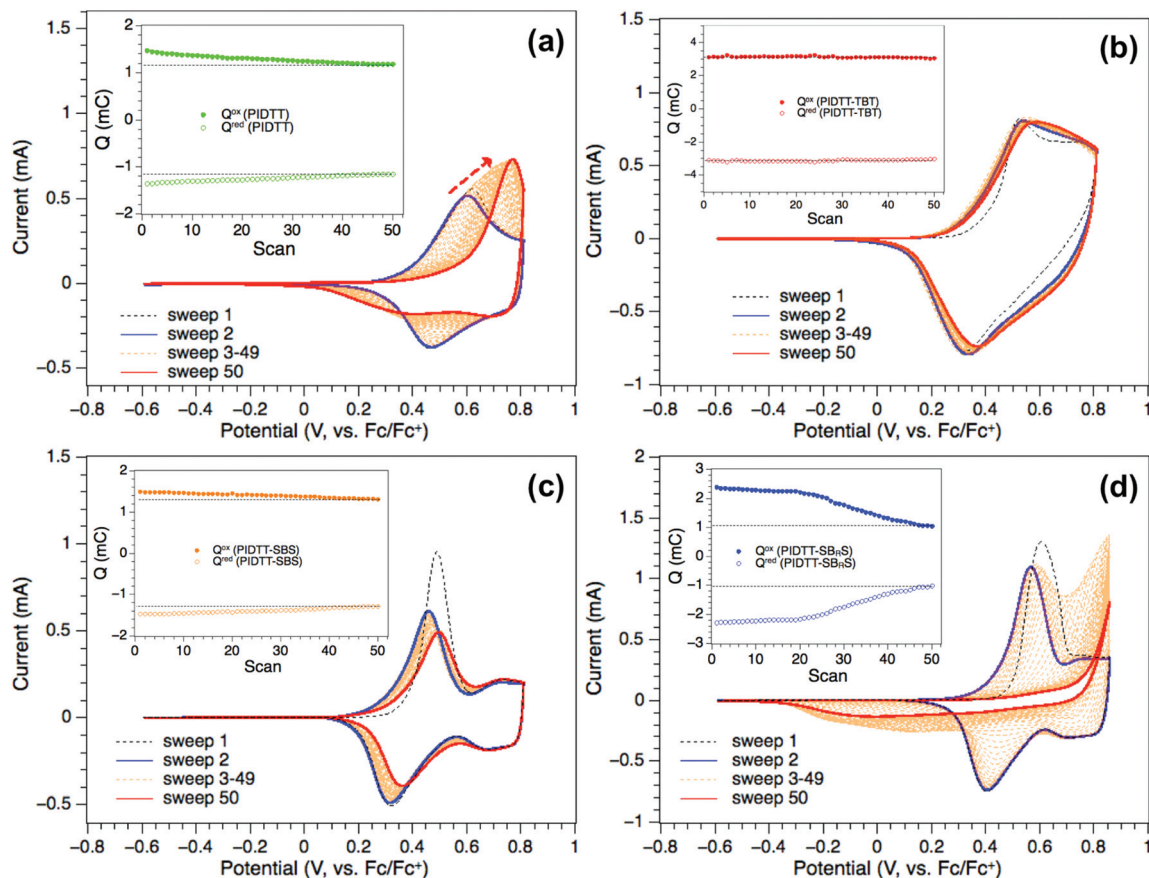 (a)
1.5
1
0.5
0
−0.5
Current (mA)
2
1
0
−1
−2
Q (mC)
Qox (PIDTT)
Qred (PIDTT)
0 10 20 30 40 50
Scan
sweep 1
sweep 2
sweep 3-49
sweep 50
−0.8 −0.6 −0.4 −0.2 0 0.2 0.4 0.6 0.8 1
Potential (V, vs. Fc/Fc+)
(b)
1.5
1
0.5
0
−0.5
−1
Current (mA)
4
2
0
−2
−4
Q (mC)
Qox (PIDTT-TBT)
Qred (PIDTT-TBT)
0 10 20 30 40 50
Scan
sweep 1
sweep 2
sweep 3-49
sweep 50
−0.8 −0.6 −0.4 −0.2 0 0.2 0.4 0.6 0.8 1
Potential (V, vs. Fc/Fc+)
(c)
1.5
1
0.5
0
−0.5
Current (mA)
2
1
0
−1
−2
Q (mC)
Qox (PIDTT-SBS)
Qred (PIDTT-SBS)
0 10 20 30 40 50
Scan
sweep 1
sweep 2
sweep 3-49
sweep 50
−0.8 −0.6 −0.4 −0.2 0 0.2 0.4 0.6 0.8 1
Potential (V, vs. Fc/Fc+)
(d)
2
1.5
1
0.5
0
−0.5
−1
Current (mA)
3
2
1
0
−1
−2
−3
Q (mC)
Qox (PIDTT-SBRS)
Qred (PIDTT-SBRS)
0 10 20 30 40 50
Scan
sweep 1
sweep 2
sweep 3-49
sweep 50
−0.8 −0.6 −0.4 −0.2 0 0.2 0.4 0.6 0.8 1
Potential (V, vs. Fc/Fc+)